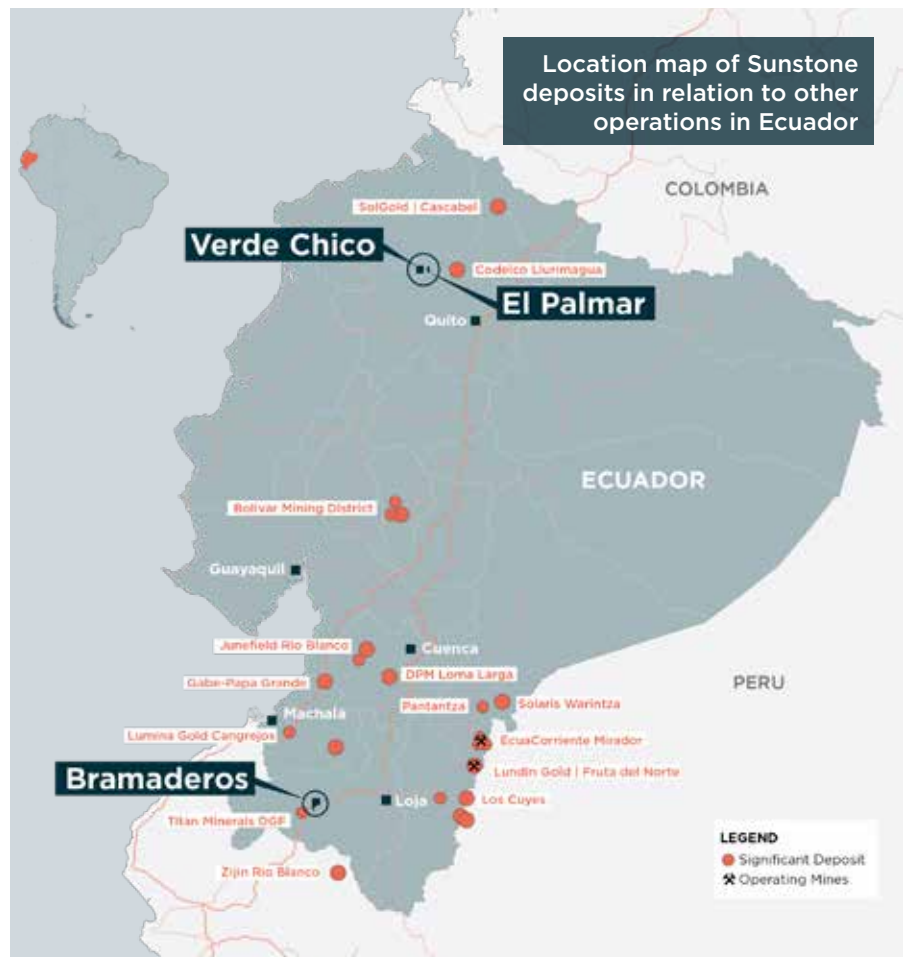 Location map of Sunstone
deposits in relation to other
operations in Ecuador
COLOMBIA
SolGold | Cascabel
Verde Chico
Codelco Llurimagua
El Palmar
Quito
ECUADOR
Bolivar Mining District
Guayaquil
Junefield Rio Blanco
Cuenca
DPM Loma Larga
Gabe-Papa Grande
PERU
Pantantza
Solaris Warintza
Machala
Lumina Gold Cangrejos
EcuaCorriente Mirador
Lundin Gold | Fruta del Norte
Bramaderos
Loja
Los Cuyes
Titan Minerals DGF
Zijin Rio Blanco
LEGEND
Significant Deposit
Operating Mines